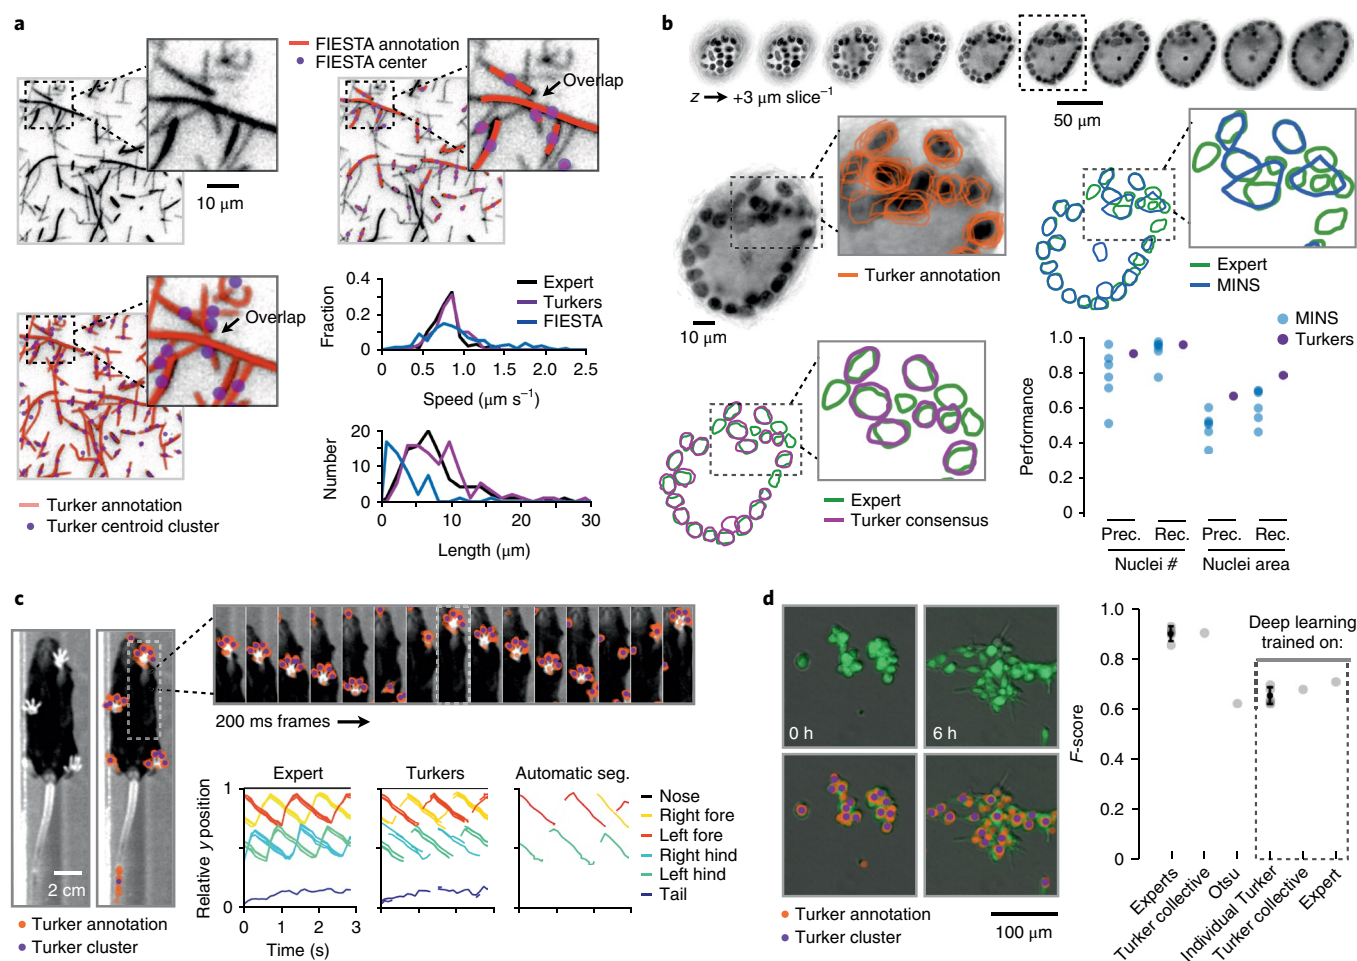 a
FIESTA annotation
FIESTA center
Overlap
10 μm
Overlap
Turker annotation
Turker centroid cluster
Fraction
0.4
0.2
0
0
0.5
1.0
1.5
2.0
2.5
Speed (μm s⁻¹)
Expert
Turkers
FIESTA
Number
20
10
0
0
10
20
30
Length (μm)
b
z → +3 μm slice⁻¹
50 μm
Turker annotation
10 μm
Expert
MINS
Expert
Turker consensus
MINS
Turkers
Performance
1.0
0.8
0.6
0.4
0.2
0
Prec.
Rec.
Prec.
Rec.
Nuclei #
Nuclei area
c
2 cm
Turker annotation
Turker cluster
200 ms frames →
Expert
Turkers
Automatic seg.
Relative y position
1
0
0
1
2
3
Time (s)
Nose
Right fore
Left fore
Right hind
Left hind
Tail
d
0 h
6 h
Turker annotation
Turker cluster
100 μm
F-score
1.0
0.8
0.6
0.4
0.2
0
Deep learning
trained on:
Experts
Turker collective
Otsu
Individual Turker
Turker collective
Expert